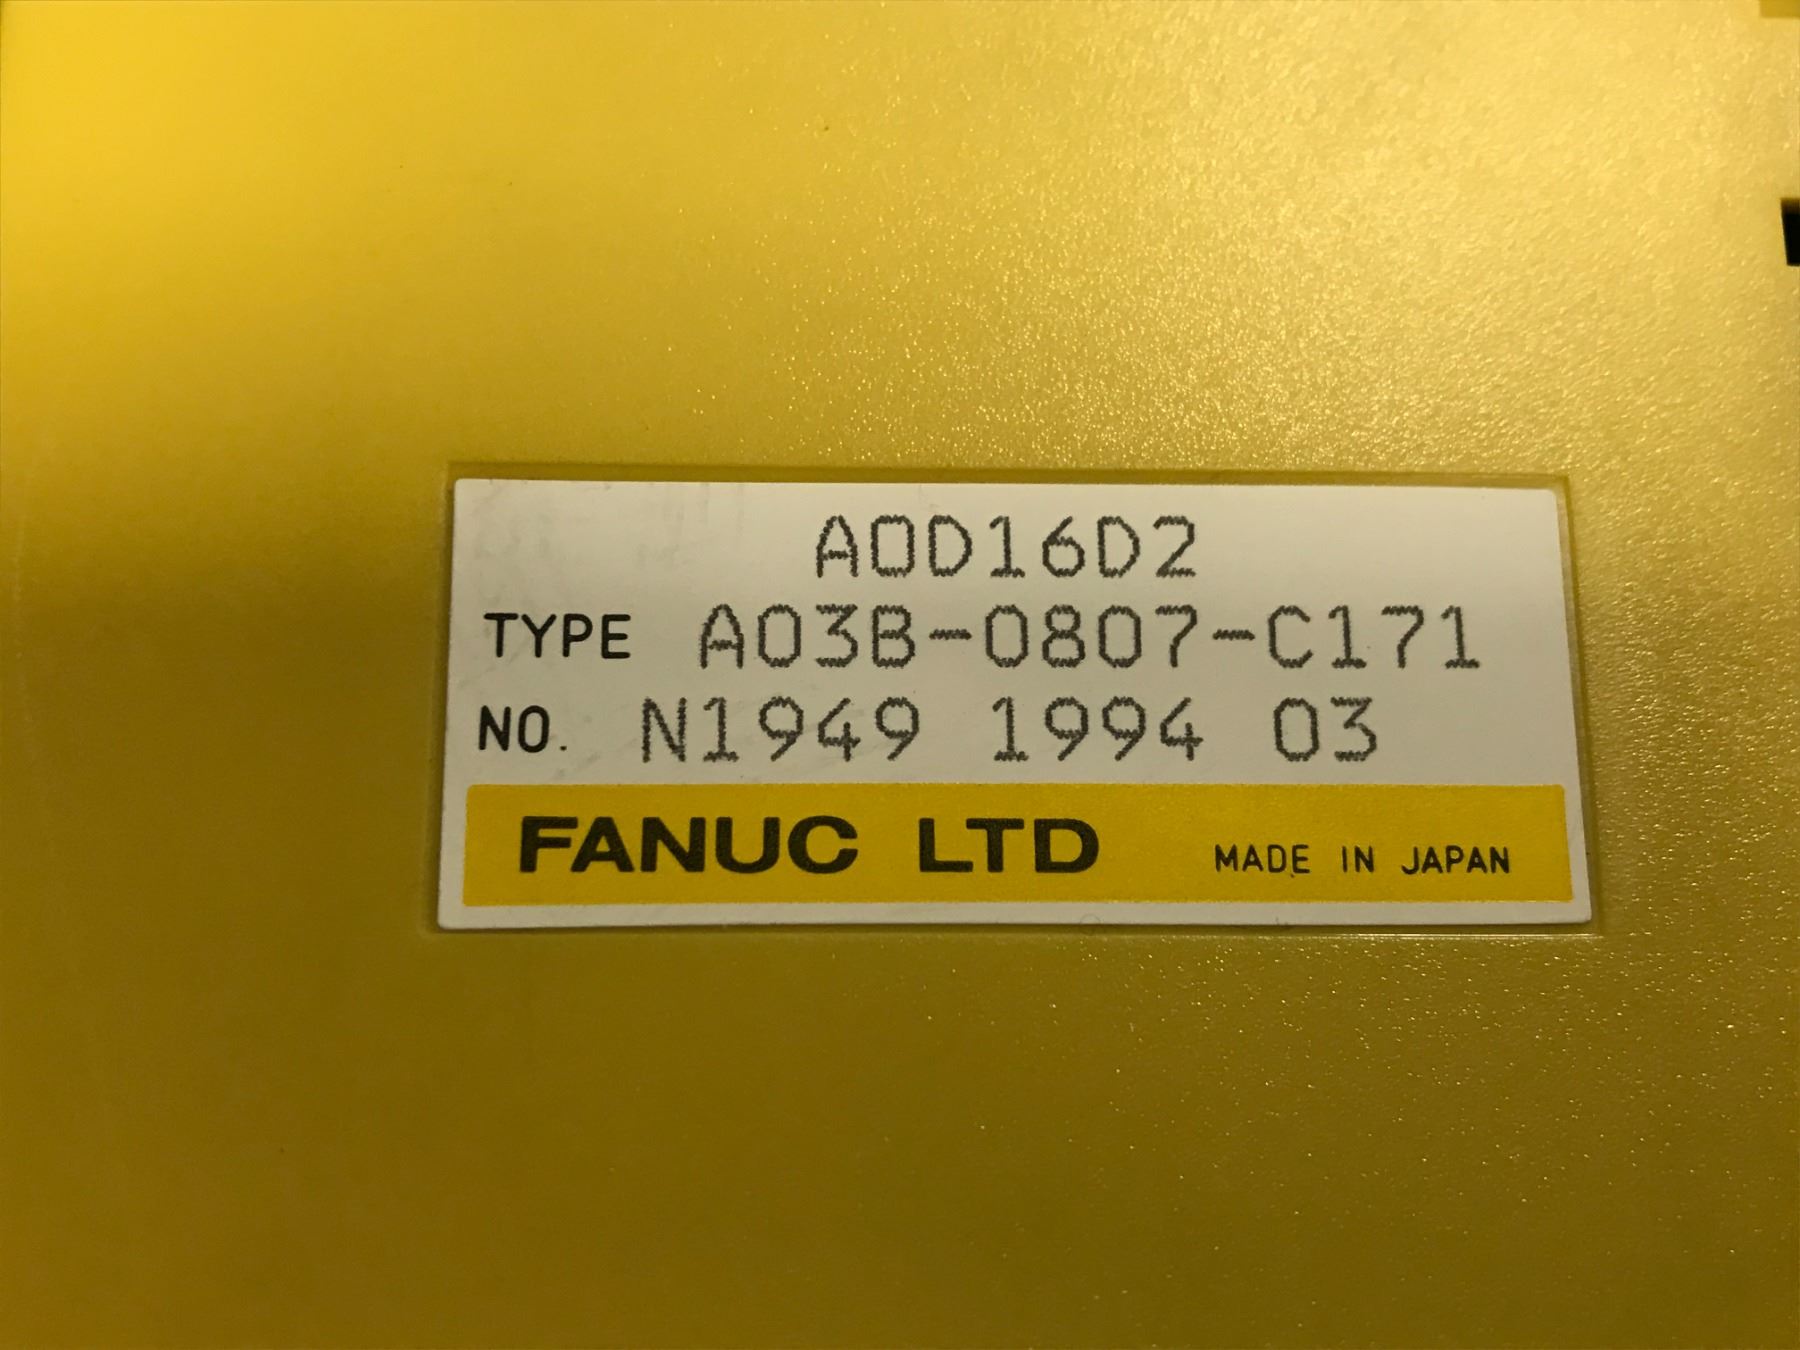 AOD16D2
TYPE A03B-0807-C171
NO. N1949 1994 03
FANUC LTD MADE IN JAPAN